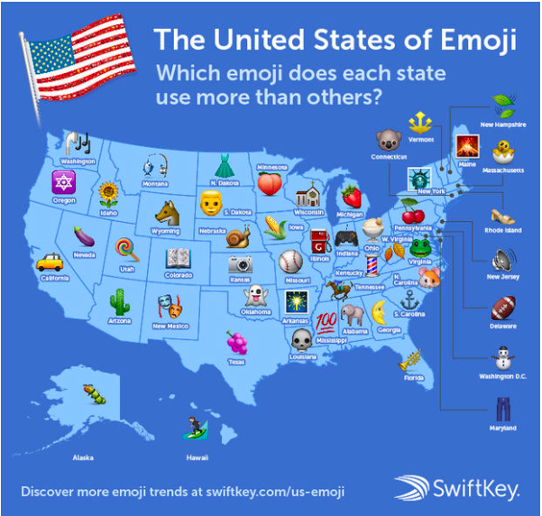 The United States of Emoji
Which emoji does each state
use more than others?
New Hampshire
Vermont
Washington
Minnesota
Connecticut
Maine
Massachusetts
Montana
N. Dakota
Oregon
New York
Idaho
S. Dakota
Wisconsin
Michigan
Wyoming
Pennsylvania
Rhode Island
Nebraska
Iowa
Ohio
W. Virginia
Nevada
Utah
Illinois
Indiana
Virginia
California
Colorado
Kansas
Missouri
Kentucky
New Jersey
N. Carolina
Tennessee
Oklahoma
Arizona
New Mexico
Arkansas
100
Alabama
Georgia
S. Carolina
Delaware
Mississippi
Louisiana
Texas
Florida
Washington D.C.
Maryland
Alaska
Hawaii
Discover more emoji trends at swiftkey.com/us-emoji
SwiftKey.